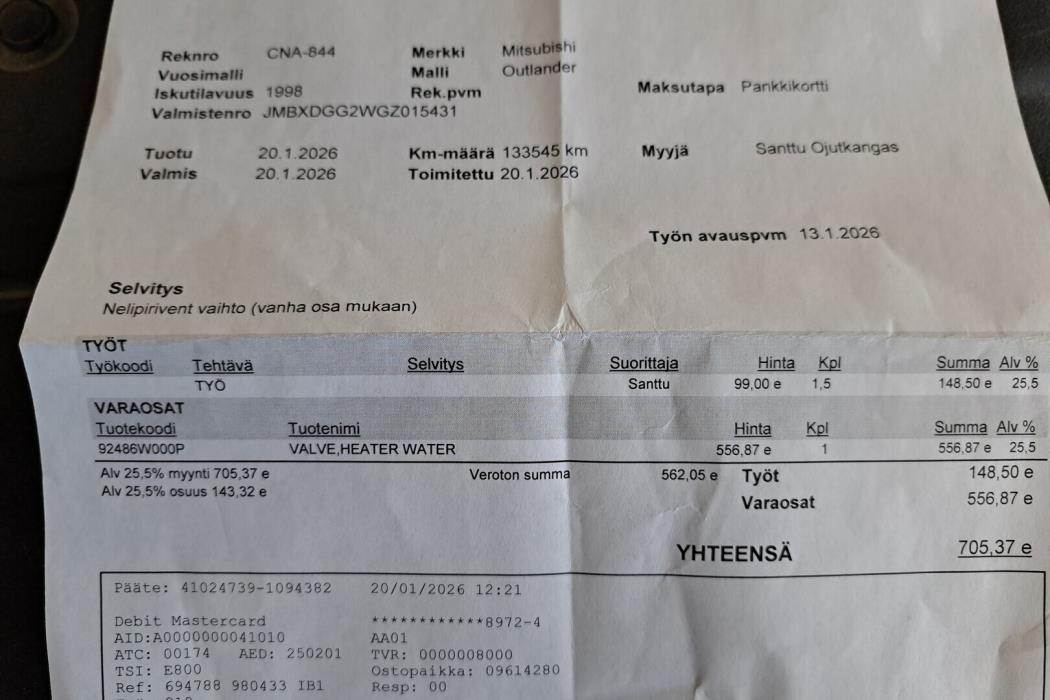 Reknro CNA-844 Merkki Mitsubishi
Vuosimalli Malli Outlander
Iskutilavuus 1998 Rek.pvm Maksutapa Pankkikortti
Valmistenro JMBXDGG2WGZ015431
Tuotu 20.1.2026 Km-määrä 133545 km Myyjä Santtu Ojutkangas
Valmis 20.1.2026 Toimitettu 20.1.2026
Työn avauspvm 13.1.2026
Selvitys
Nelipirivent vaihto (vanha osa mukaan)
TYÖT
Työkoodi Tehtävä Selvitys Suorittaja Hinta Kpl Summa Alv %
TYÖ Santtu 99,00 e 1,5 148,50 e 25,5
VARAOSAT
Tuotekoodi Tuotenimi Hinta Kpl Summa Alv %
92486W000P VALVE,HEATER WATER 556,87 e 1 556,87 e 25,5
Alv 25,5% myynti 705,37 e Veroton summa 562,05 e Työt 148,50 e
Alv 25,5% osuus 143,32 e Varaosat 556,87 e
YHTEENSÄ 705,37 e
Pääte: 41024739-1094382 20/01/2026 12:21
Debit Mastercard ************8972-4
AID:A0000000041010 AA01
ATC: 00174 AED: 250201 TVR: 0000008000
TSI: E800 Ostopaikka: 09614280
Ref: 694788 980433 IB1 Resp: 00